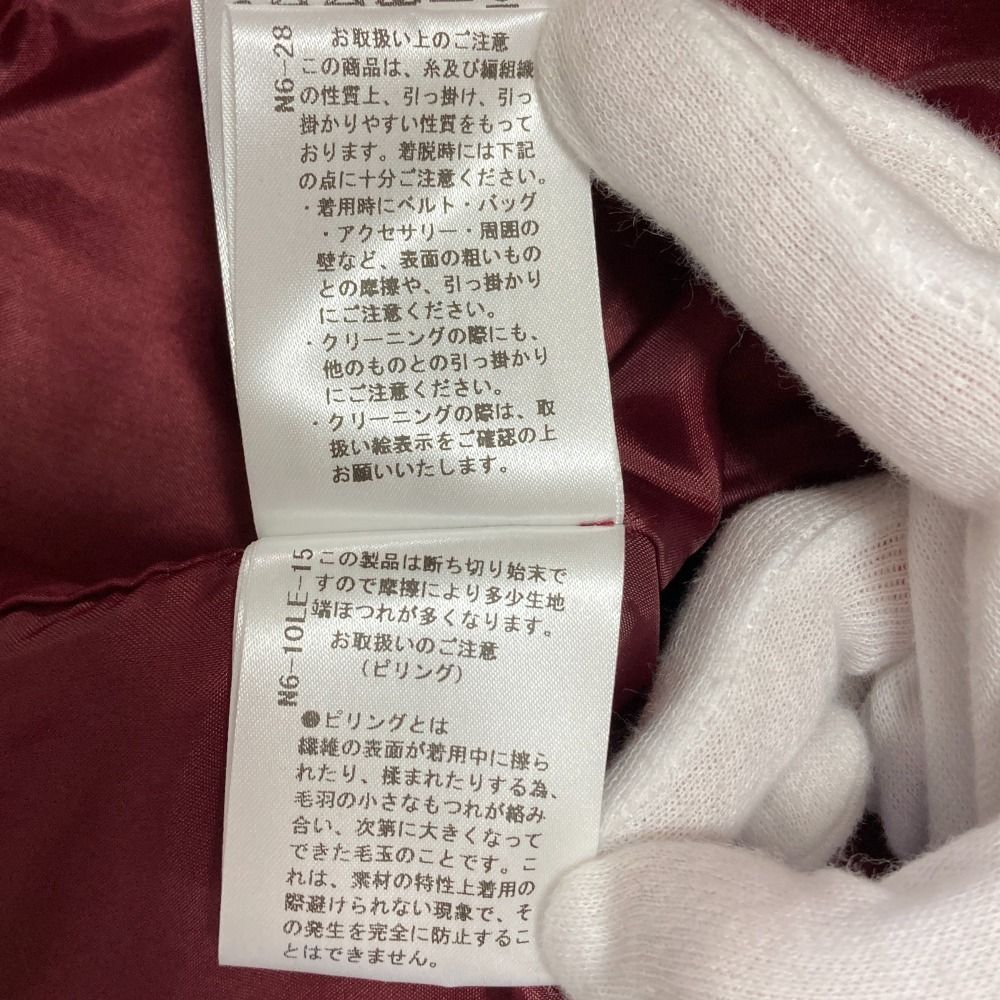 N6-28
お取扱い上のご注意
この商品は、糸及び編組織
の性質上、引っ掛け、引っ
掛かりやすい性質をもって
おります。着脱時には下記
の点に十分ご注意ください。
・着用時にベルト・バッグ
・アクセサリー・周囲の
壁など、表面の粗いもの
との摩擦や、引っ掛かり
にご注意ください。
・クリーニングの際にも、
他のものとの引っ掛かり
にご注意ください。
・クリーニングの際は、取
扱い絵表示をご確認の上
お願いいたします。
N6-10LE-15
この製品は断ち切り始末で
すので摩擦により多少生地
端ほつれが多くなります。
お取扱いのご注意
（ピリング）
●ピリングとは
繊維の表面が着用中に擦ら
れたり、揉まれたりする為、
毛羽の小さなもつれが絡み
合い、次第に大きくなって
できた毛玉のことです。こ
れは、素材の特性上着用の
際避けられない現象で、そ
の発生を完全に防止するこ
とはできません。